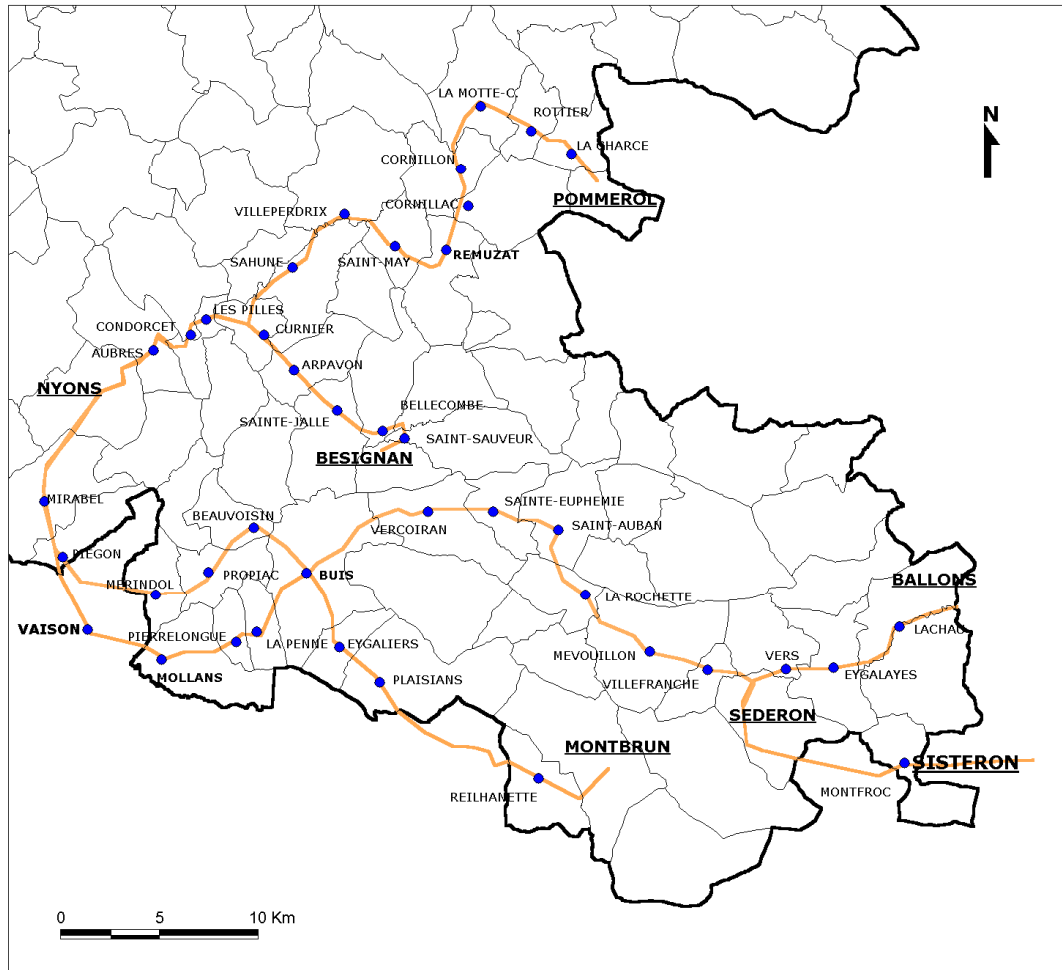 LA MOTTE-C.
ROTTIER
N
LA CHARCE
CORNILLON
POMMEROL
CORNILLAC
VILLEPERDRIX
REMUZAT
SAINT-MAY
SAHUNE
LES PILLES
CONDORCET
CURNIER
AUBRES
ARPAVON
NYONS
BELLECOMBE
SAINTE-JALLE
SAINT-SAUVEUR
BESIGNAN
MIRABEL
SAINTE-EUPHEMIE
BEAUVOISIN
VERCOIRAN
SAINT-AUBAN
PIEGON
PROPIAC
BUIS
BALLONS
MERINDOL
LA ROCHETTE
VAISON
PIERRELONGUE
LA PENNE
EYGALIERS
LACHAU
MEVOUILLON
VERS
MOLLANS
EYGALAYES
PLAISIANS
VILLEFRANCHE
SEDERON
MONTBRUN
SISTERON
REILHANETTE
MONTFROC
0 5 10 Km